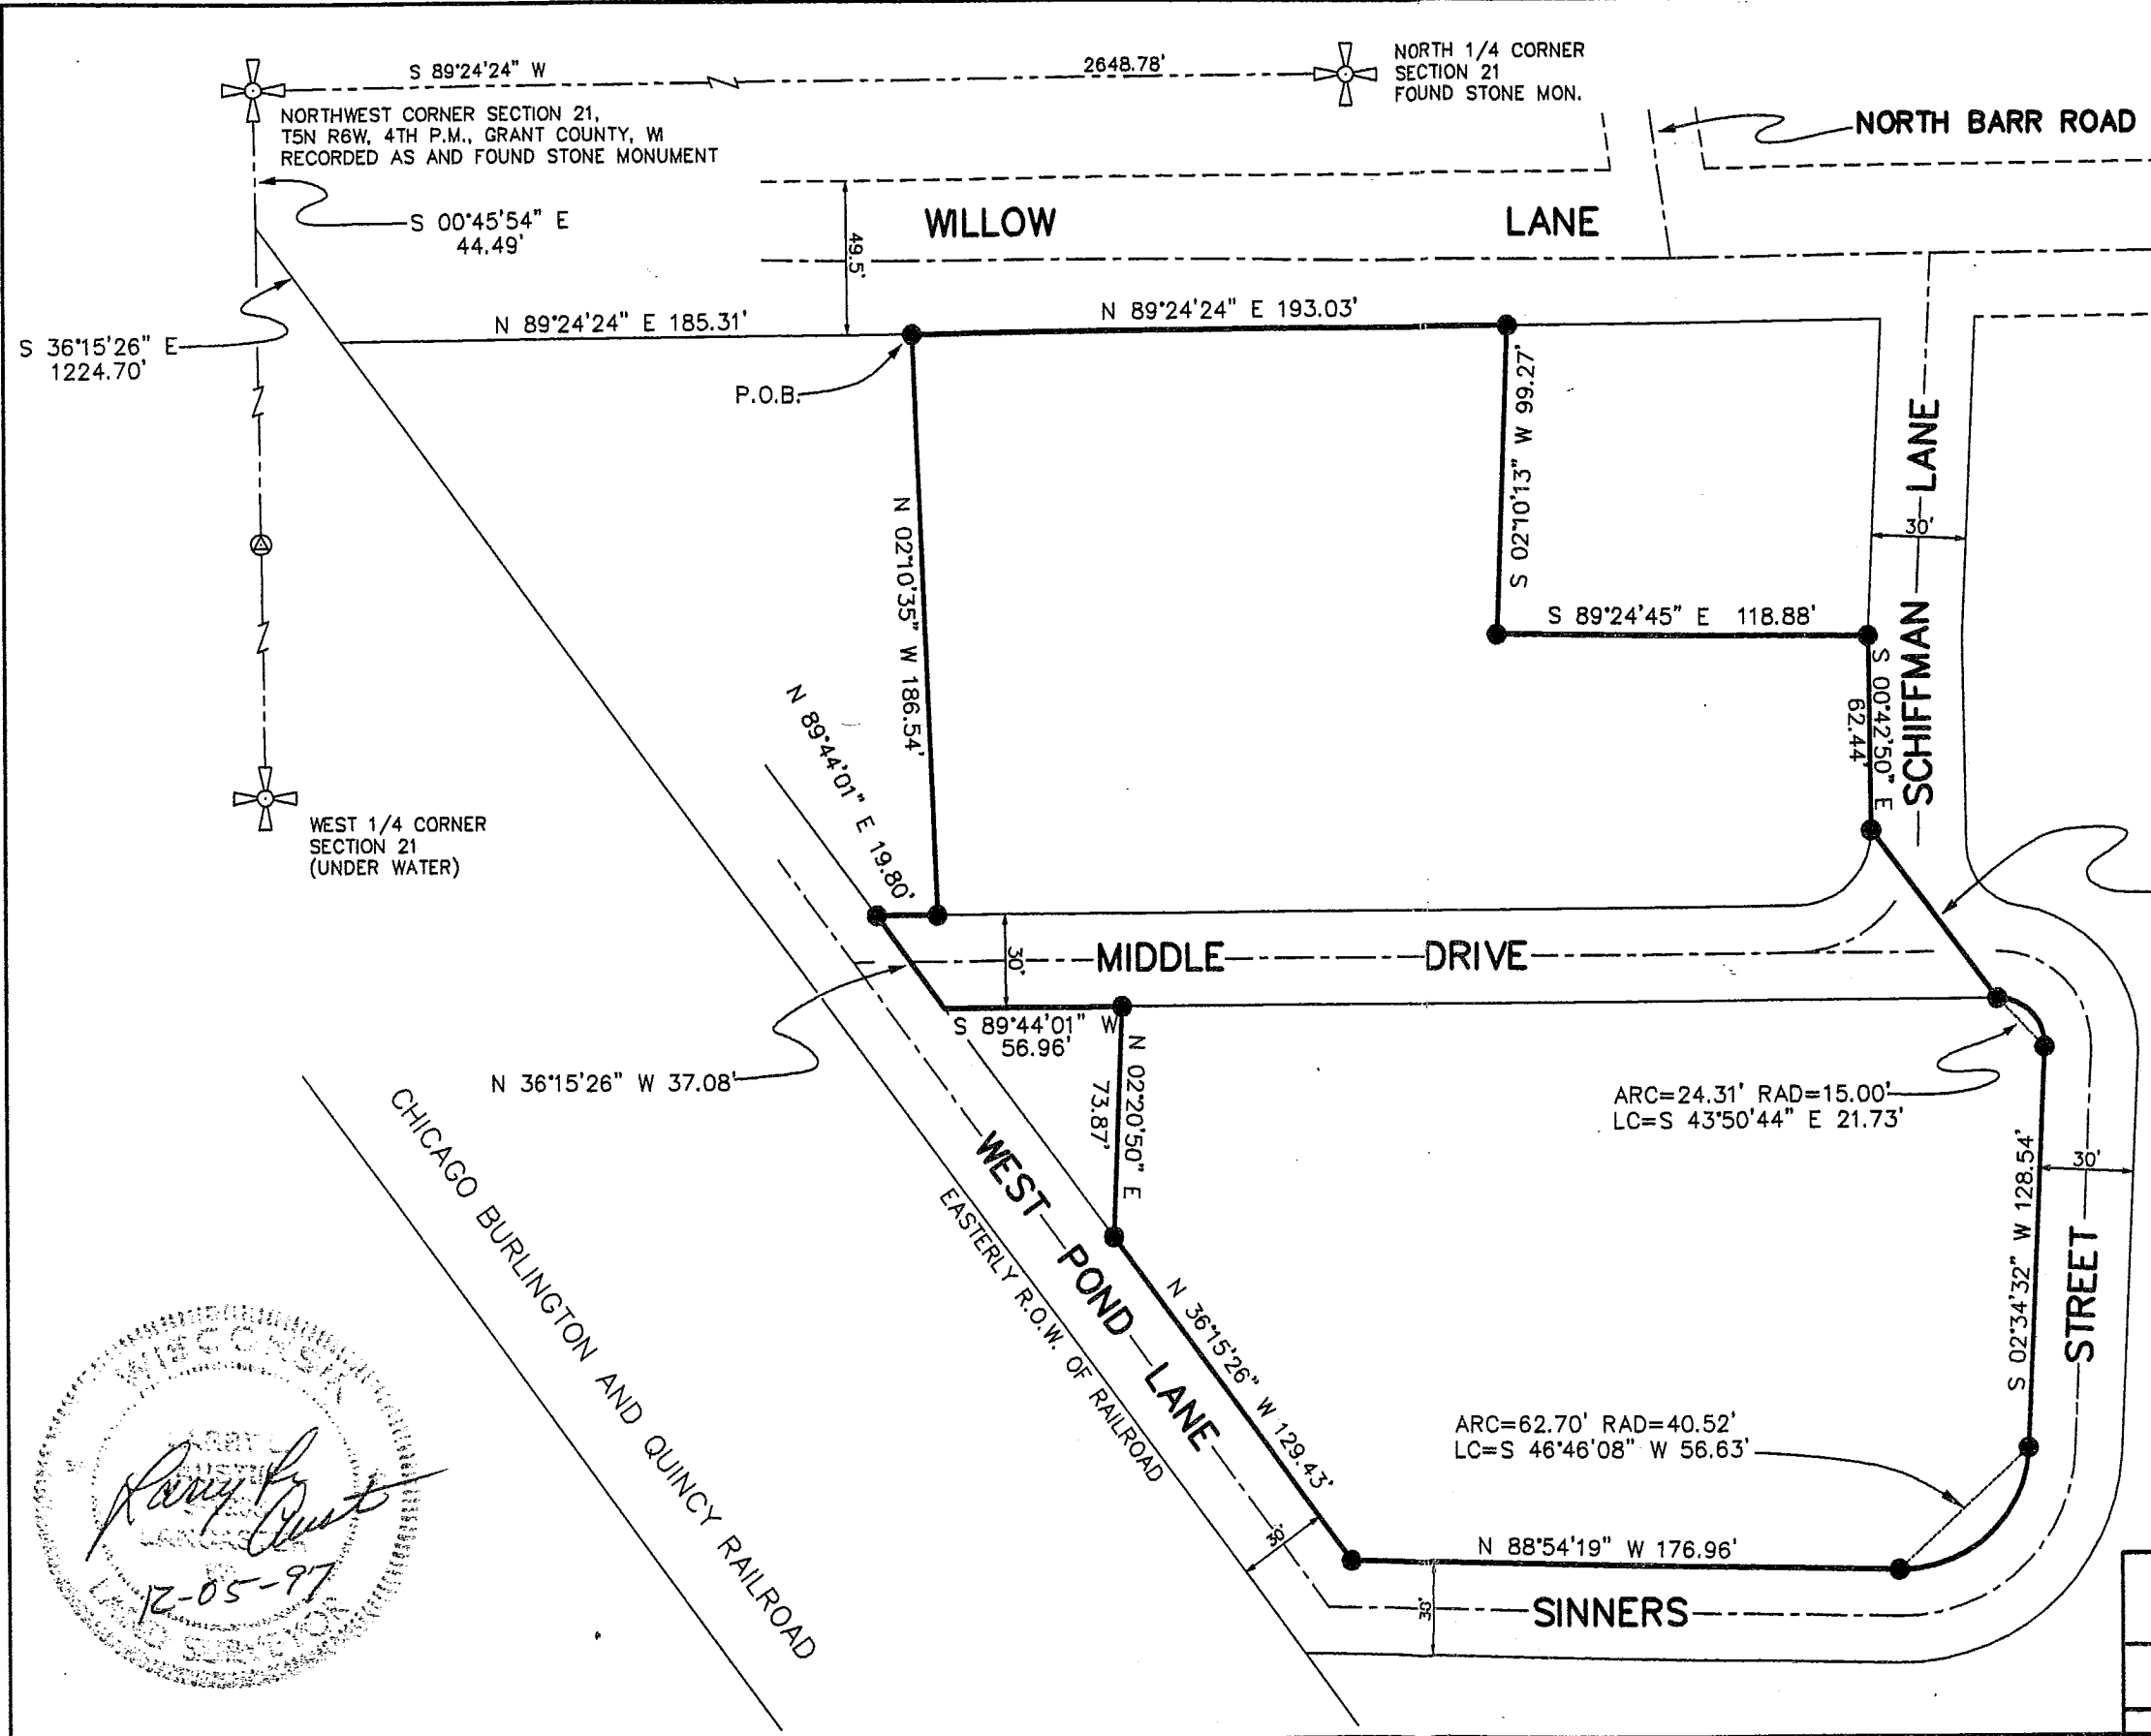 S 89°24'24" W
2648.78'
NORTH 1/4 CORNER
SECTION 21
FOUND STONE MON.
NORTHWEST CORNER SECTION 21,
T5N R6W, 4TH P.M., GRANT COUNTY, WI
RECORDED AS AND FOUND STONE MONUMENT
NORTH BARR ROAD
S 00°45'54" E
44.49'
WILLOW LANE
49.5'
S 36°15'26" E
1224.70'
N 89°24'24" E 185.31'
N 89°24'24" E 193.03'
P.O.B.
S 02°10'13" W 99.27'
SCHIFFMAN LANE
30'
N 02°10'35" W 186.54'
S 89°24'45" E 118.88'
S 00°42'50" E
62.44'
N 89°44'01" E 19.80'
WEST 1/4 CORNER
SECTION 21
(UNDER WATER)
30'
MIDDLE DRIVE
S 89°44'01" W
56.96'
N 36°15'26" W 37.08'
N 02°20'50" E
73.87'
ARC=24.31' RAD=15.00'
LC=S 43°50'44" E 21.73'
S 02°34'32" W 128.54'
30'
STREET
CHICAGO BURLINGTON AND QUINCY RAILROAD
EASTERLY R.O.W. OF RAILROAD
WEST POND LANE
N 36°15'26" W 129.43'
ARC=62.70' RAD=40.52'
LC=S 46°46'08" W 56.63'
30'
N 88°54'19" W 176.96'
SINNERS
WISCONSIN
LARRY L.
AUSTIN
LANCASTER
LAND SURVEYOR
12-05-97